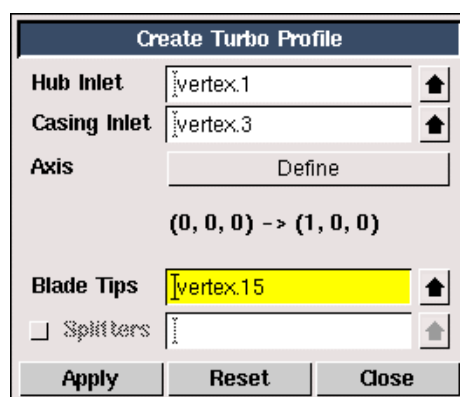 Create Turbo Profile
Hub Inlet vertex.1
Casing Inlet vertex.3
Axis Define
(0, 0, 0) -> (1, 0, 0)
Blade Tips vertex.15
Splitters
Apply Reset Close